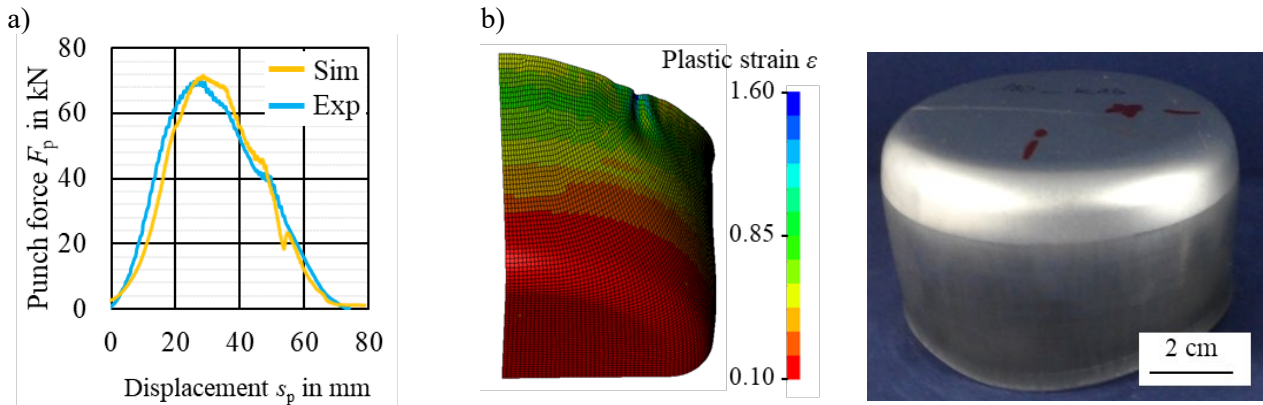 a)
80
60
40
20
0
Punch force Fp in kN
Sim
Exp
0 20 40 60 80
Displacement sp in mm
b)
Plastic strain ε
1.60
0.85
0.10
2 cm